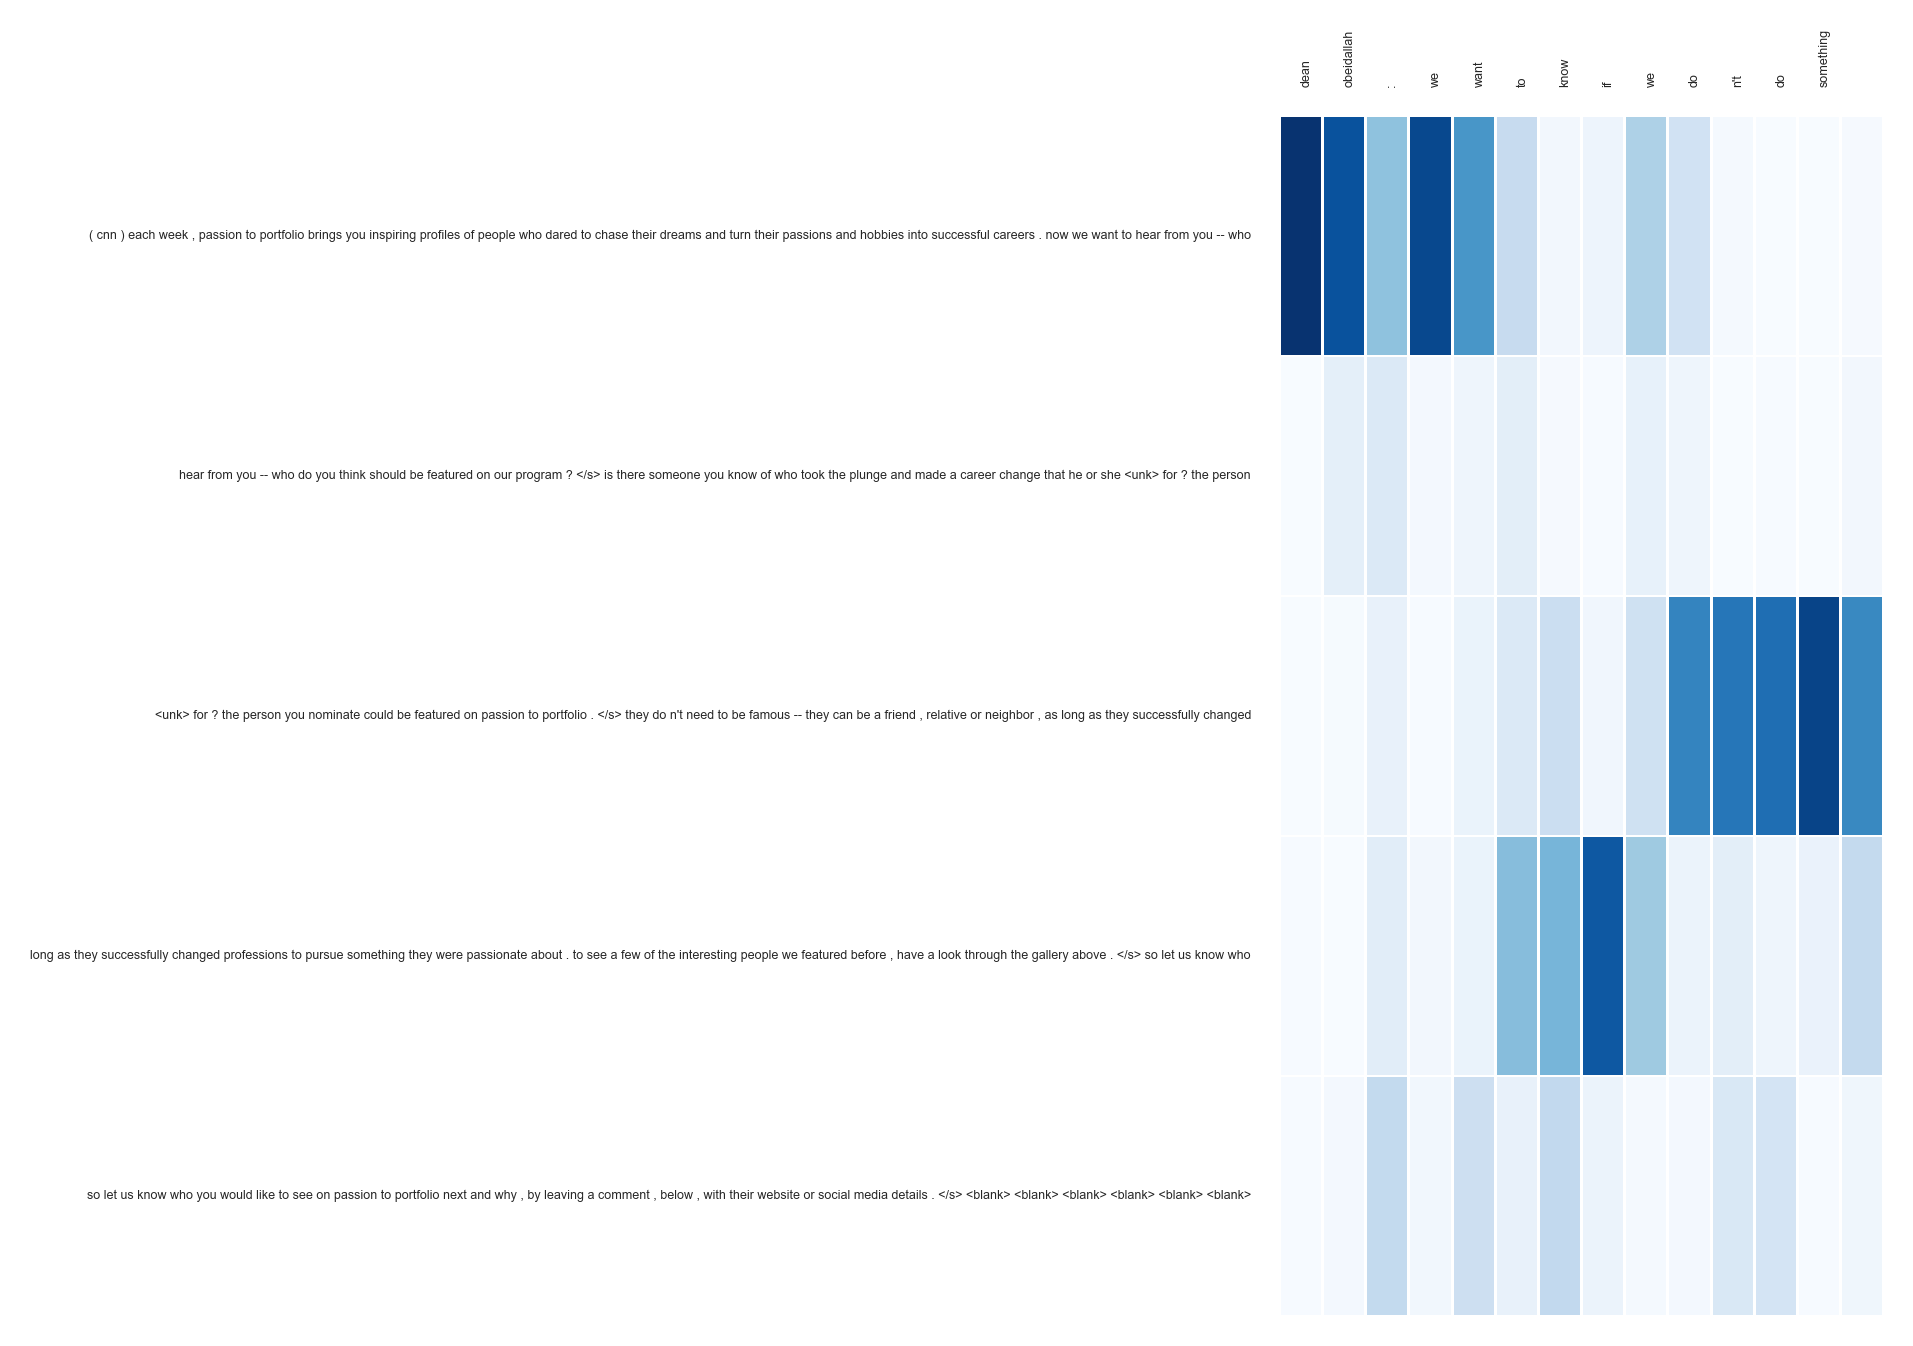 dean obeidallah : we want to know if we do n't do something
( cnn ) each week , passion to portfolio brings you inspiring profiles of people who dared to chase their dreams and turn their passions and hobbies into successful careers . now we want to hear from you -- who
hear from you -- who do you think should be featured on our program ? </s> is there someone you know of who took the plunge and made a career change that he or she <unk> for ? the person
<unk> for ? the person you nominate could be featured on passion to portfolio . </s> they do n't need to be famous -- they can be a friend , relative or neighbor , as long as they successfully changed
long as they successfully changed professions to pursue something they were passionate about . to see a few of the interesting people we featured before , have a look through the gallery above . </s> so let us know who
so let us know who you would like to see on passion to portfolio next and why , by leaving a comment , below , with their website or social media details . </s> <blank> <blank> <blank> <blank> <blank> <blank>